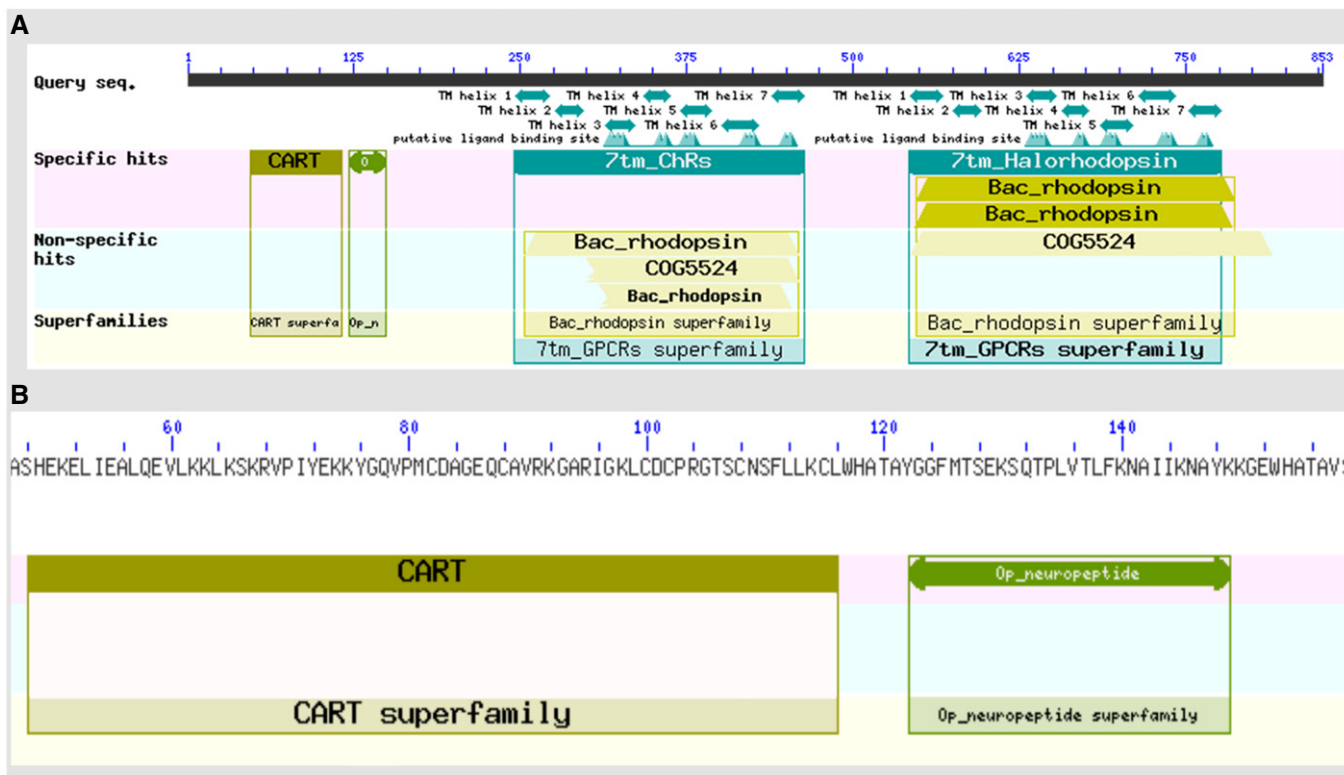 A
1 125 250 375 500 625 750 853
Query seq.
TM helix 1 TM helix 4 TM helix 7 TM helix 1 TM helix 3 TM helix 6
TM helix 2 TM helix 5 TM helix 2 TM helix 4 TM helix 7
TM helix 3 TM helix 6 TM helix 5
putative ligand binding site putative ligand binding site
Specific hits CART O 7tm_ChRs 7tm_Halorhodopsin
Bac_rhodopsin
Bac_rhodopsin
Non-specific hits Bac_rhodopsin COG5524
COG5524
Bac_rhodopsin
Superfamilies CART superfa Op_n Bac_rhodopsin superfamily Bac_rhodopsin superfamily
7tm_GPCRs superfamily 7tm_GPCRs superfamily
B
60 80 100 120 140
ASHEKELIEALQEVLKKLKSKRVPIYEKKYGQVPMCDAGEQCAVRKGARIGKLCDCPRGTSCNSFLLKCLWHATAYGGFMTSEKSQTPLVTLFKNAIIKNAYKKGEWHATAV
CART Op_neuropeptide
CART superfamily Op_neuropeptide superfamily